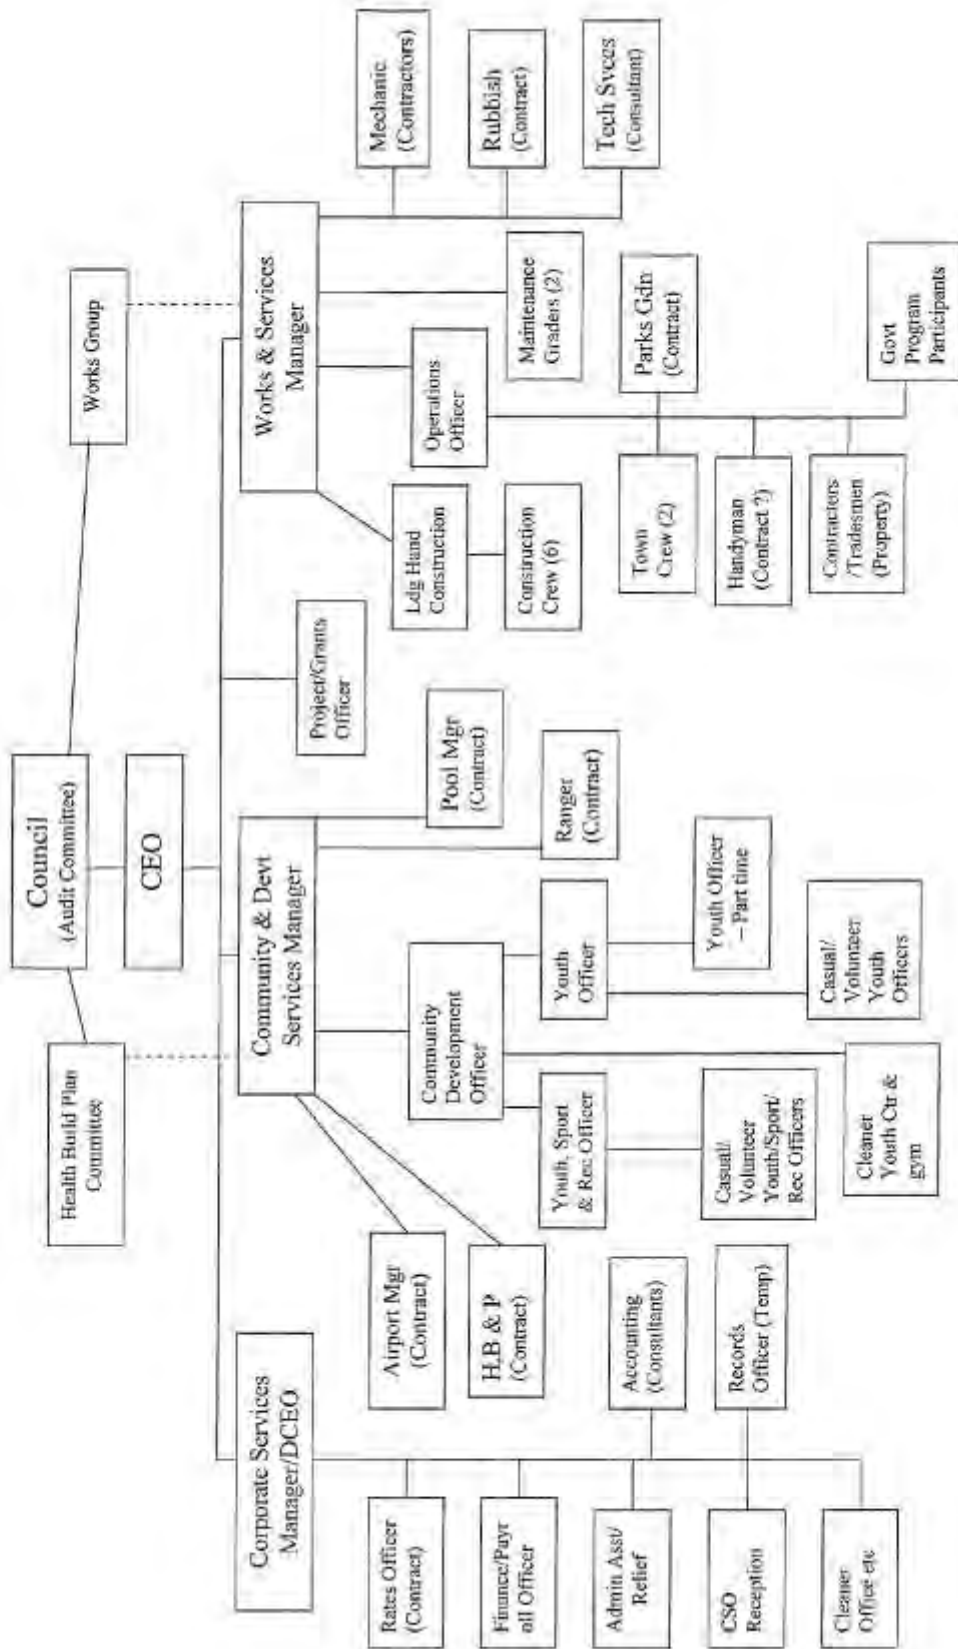 Council
(Audit Committee)
Health Build Plan
Committee
Works Group
CEO
Corporate Services
Manager/DCEO
Community & Devt
Services Manager
Project/Grants
Officer
Works & Services
Manager
Rates Officer
(Contract)
Finance/Payr
oll Officer
Admin Asst/
Relief
CSO
Reception
Cleaner
Office etc
Accounting
(Consultants)
Records
Officer (Temp)
Airport Mgr
(Contract)
H.B & P
(Contract)
Community
Development
Officer
Pool Mgr
(Contract)
Ranger
(Contract)
Youth, Sport
& Rec Officer
Youth
Officer
Casual/
Volunteer
Youth/Sport/
Rec Officers
Youth Officer
– Part time
Cleaner
Youth Ctr &
gym
Casual/
Volunteer
Youth
Officers
Ldg Hand
Construction
Construction
Crew (6)
Operations
Officer
Maintenance
Graders (2)
Mechanic
(Contractors)
Rubbish
(Contract)
Tech Svces
(Consultant)
Town
Crew (2)
Parks Gdn
(Contract)
Handyman
(Contract ?)
Contracters
/Tradesmen
(Property)
Govt
Program
Participants